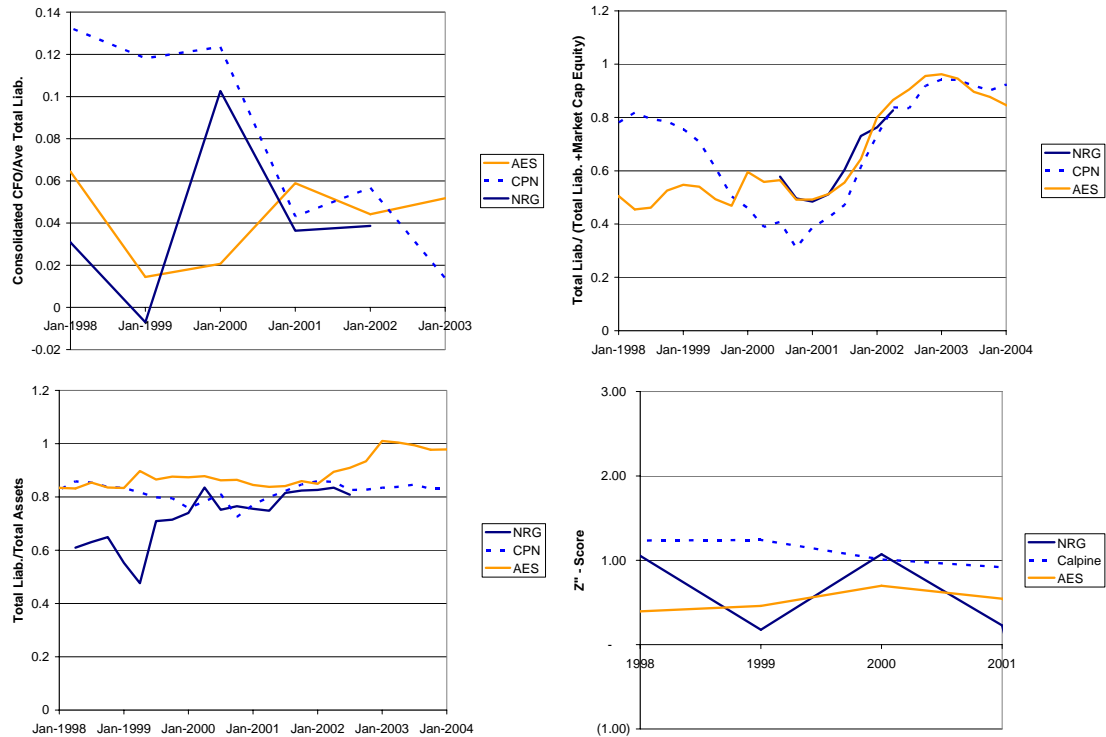 Consolidated CFO/Ave Total Liab.
0.14
0.12
0.1
0.08
0.06
0.04
0.02
0
-0.02
Jan-1998 Jan-1999 Jan-2000 Jan-2001 Jan-2002 Jan-2003
AES
CPN
NRG
Total Liab./ (Total Liab. +Market Cap Equity)
1.2
1
0.8
0.6
0.4
0.2
0
Jan-1998 Jan-1999 Jan-2000 Jan-2001 Jan-2002 Jan-2003 Jan-2004
NRG
CPN
AES
Total Liab./Total Assets
1.2
1
0.8
0.6
0.4
0.2
0
Jan-1998 Jan-1999 Jan-2000 Jan-2001 Jan-2002 Jan-2003 Jan-2004
NRG
CPN
AES
Z" - Score
3.00
2.00
1.00
-
(1.00)
1998 1999 2000 2001
NRG
Calpine
AES